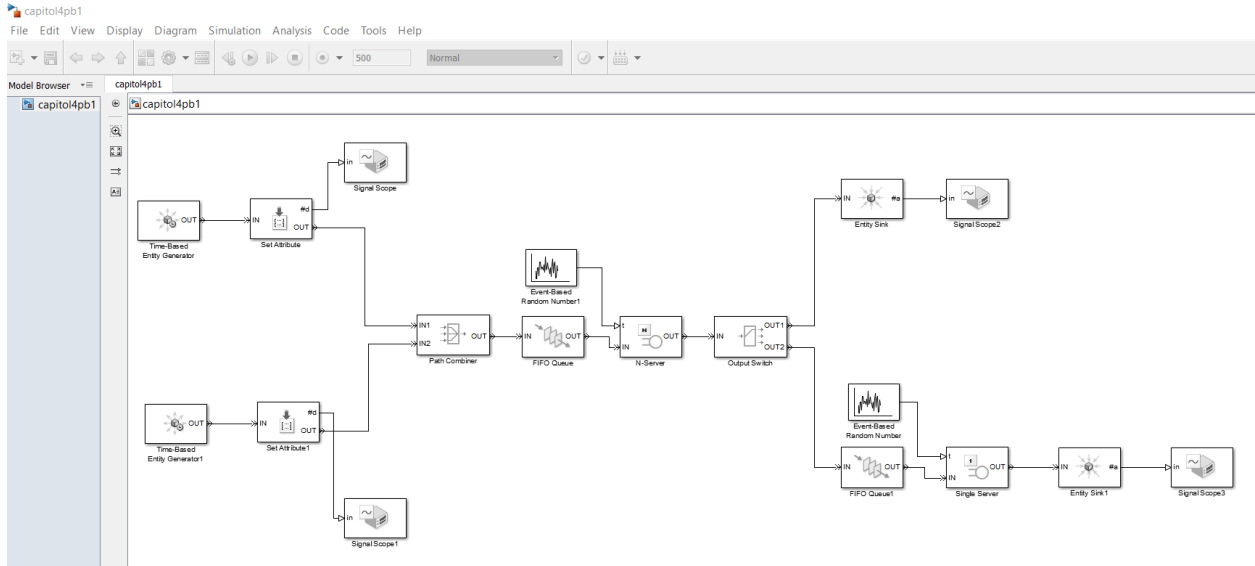 capitol4pb1
File Edit View Display Diagram Simulation Analysis Code Tools Help
500 Normal
Model Browser capitol4pb1
capitol4pb1 capitol4pb1
in
Signal Scope
OUT
Time-Based
Entity Generator
IN #d
OUT
Set Attribute
IN #a
Entity Sink
in
Signal Scope2
Event-Based
Random Number1
IN1
IN2
OUT
Path Combiner
IN OUT
FIFO Queue
t
IN
N
OUT
N-Server
IN
OUT1
OUT2
Output Switch
OUT
Time-Based
Entity Generator1
IN #d
OUT
Set Attribute1
in
Signal Scope1
Event-Based
Random Number
IN OUT
FIFO Queue1
t
IN
1
OUT
Single Server
IN #a
Entity Sink1
in
Signal Scope3